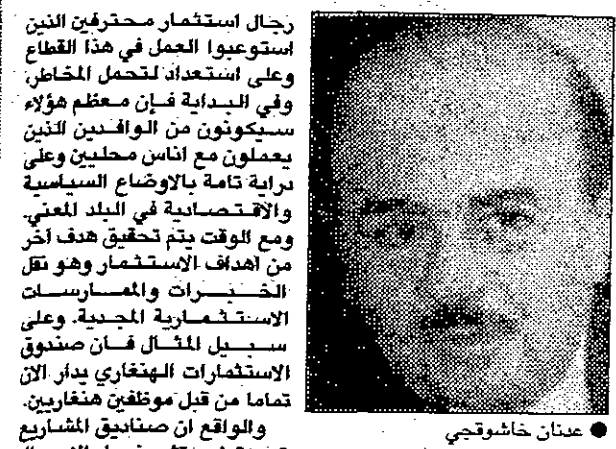 رجال استثمار محترفين الذين
استوعبوا العمل في هذا القطاع
وعلى استعداد لتحمل المخاطر،
وفي البداية فإن معظم هؤلاء
سيكونون من الوافدين الذين
يعملون مع اناس محليين وعلى
دراية تامة بالاوضاع السياسية
والاقتصادية في البلد المعني.
ومع الوقت يتم تحقيق هدف آخر
من اهداف الاستثمار وهو نقل
الخبرات والممارسات
الاستثمارية المجدية. وعلى
سبيل المثال فان صندوق
الاستثمارات الهنغاري يدار الان
تماما من قبل موظفين هنغاريين.
والواقع ان صناديق المشاريع
● عدنان خاشوقجي